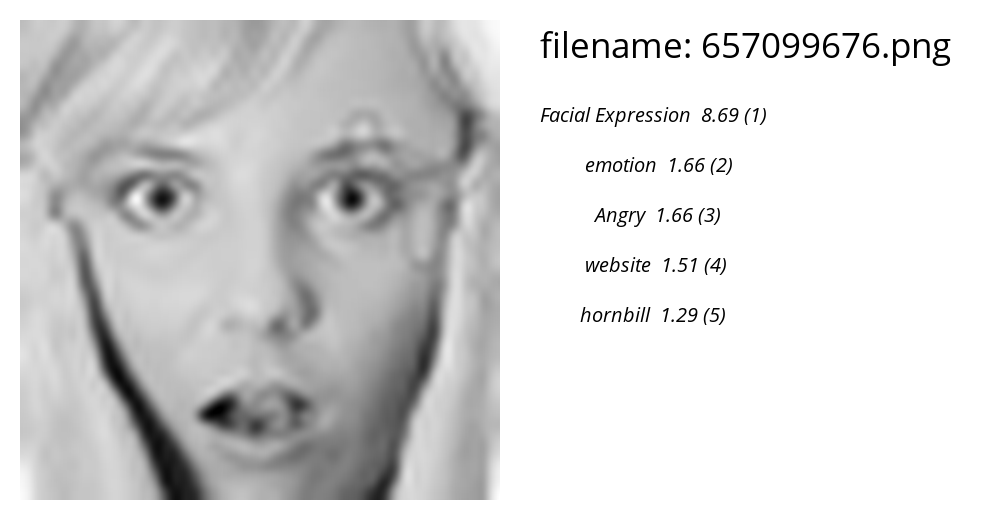 filename: 657099676.png
Facial Expression 8.69 (1)
emotion 1.66 (2)
Angry 1.66 (3)
website 1.51 (4)
hornbill 1.29 (5)